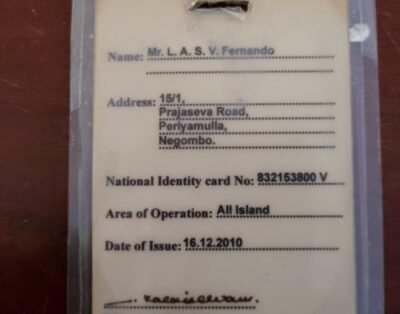 Name: Mr. L. A. S. V. Fernando
Address: 15/1,
Prajaseva Road,
Periyamulla,
Negombo.
National Identity card No: 832153800 V
Area of Operation: All Island
Date of Issue: 16.12.2010